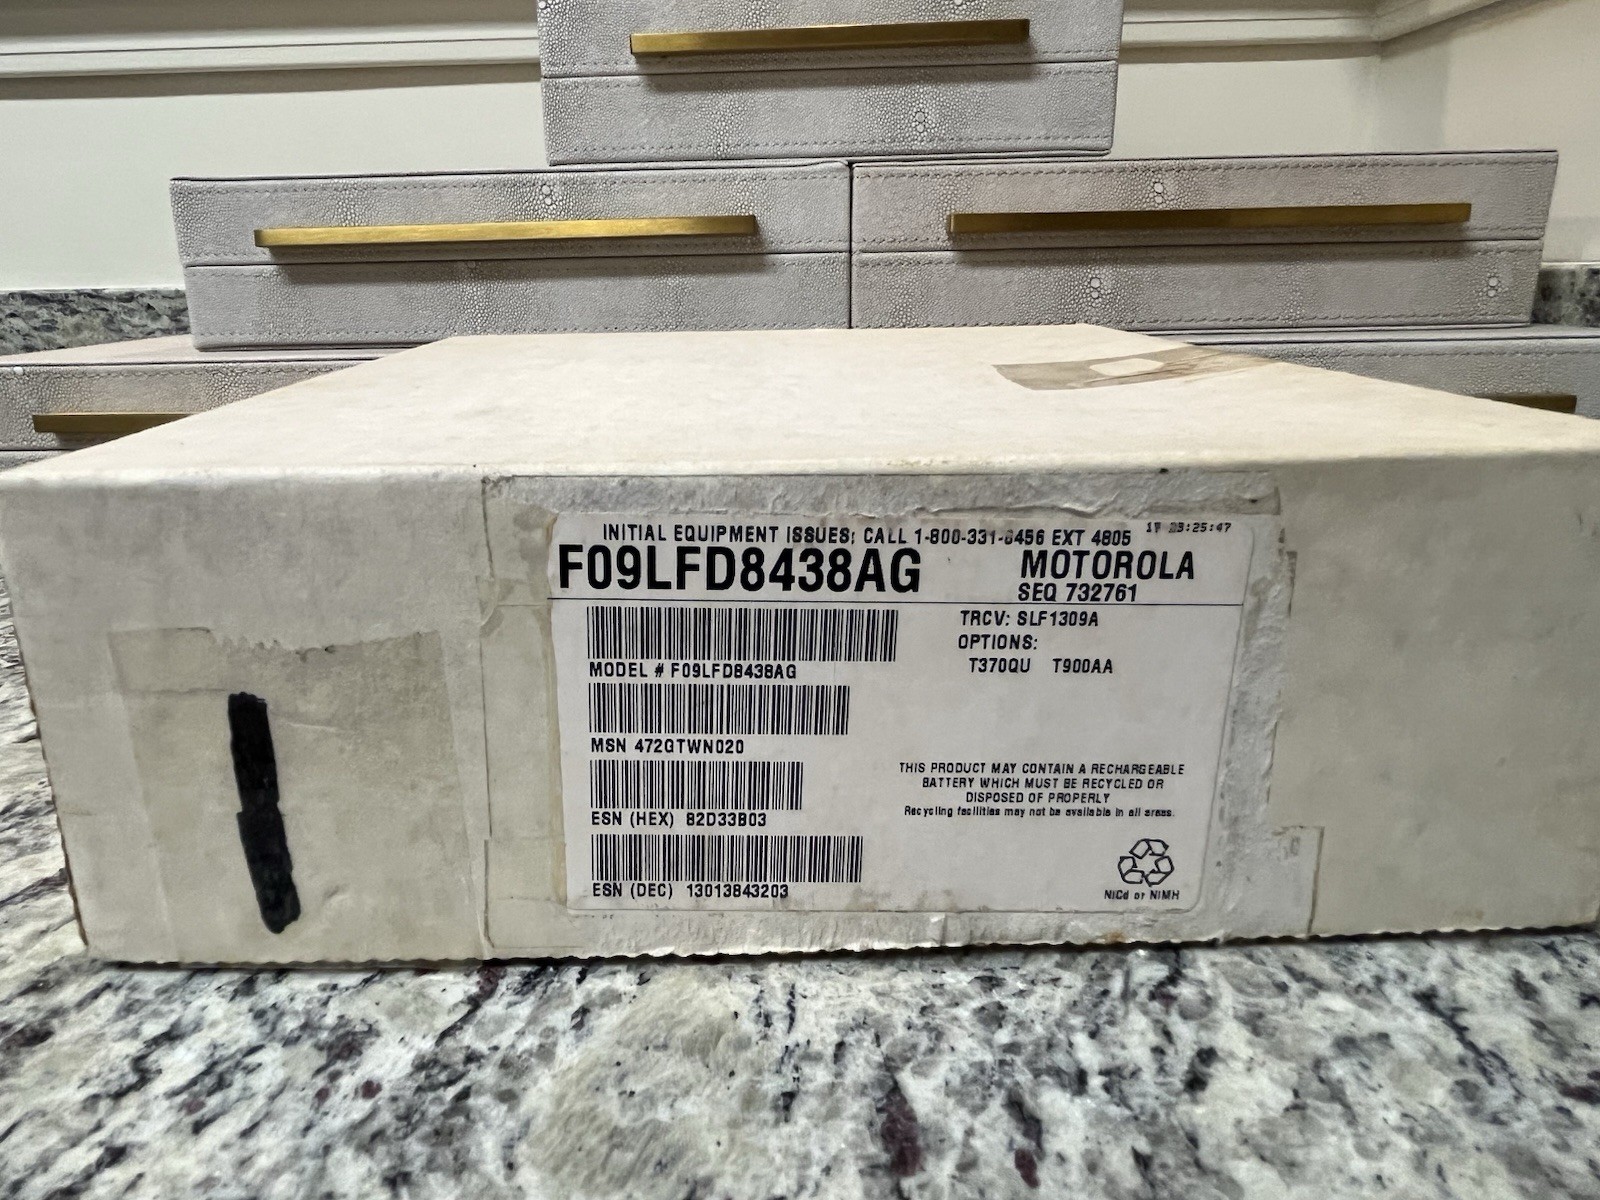 INITIAL EQUIPMENT ISSUES; CALL 1-800-331-6456 EXT 4805
F09LFD8438AG
MOTOROLA
SEQ 732761
MODEL # F09LFD8438AG
MSN 472GTWN020
ESN (HEX) 82D33B03
ESN (DEC) 13013843203
TRCV: SLF1309A
OPTIONS:
T370QU T900AA
THIS PRODUCT MAY CONTAIN A RECHARGEABLE
BATTERY WHICH MUST BE RECYCLED OR
DISPOSED OF PROPERLY
Recycling facilities may not be available in all areas.
NiCd or NiMH